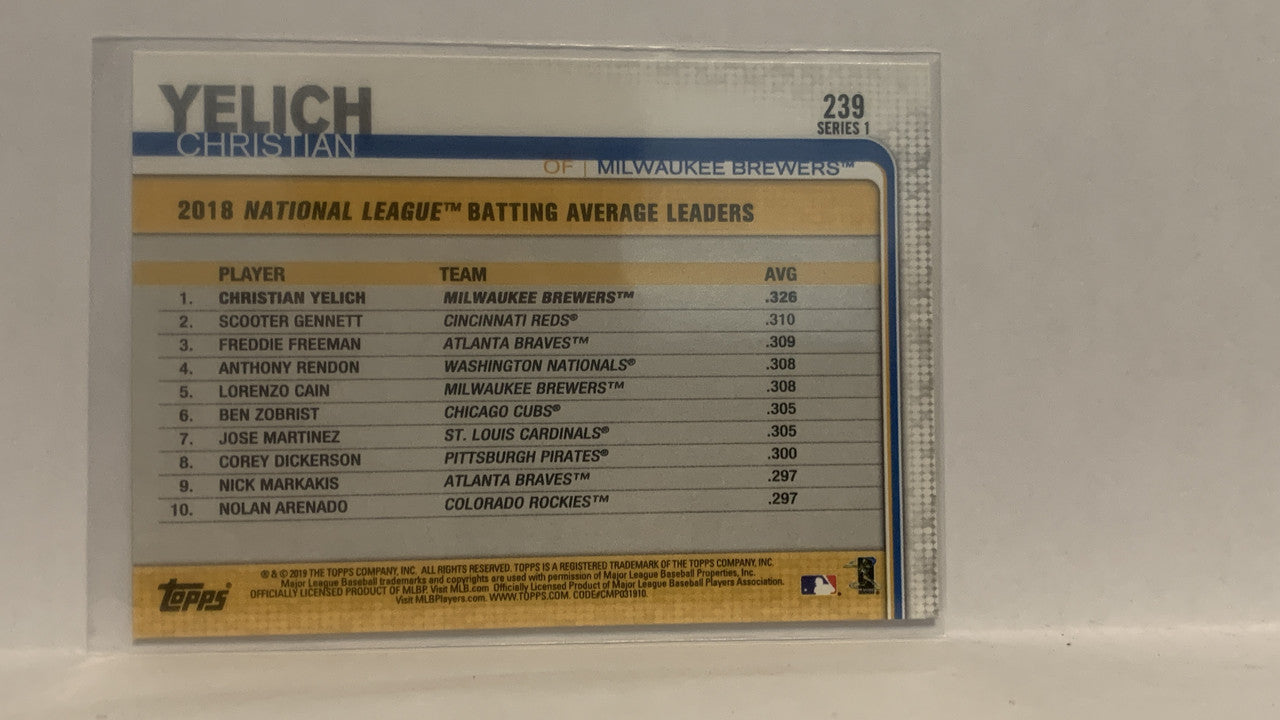 YELICH
CHRISTIAN
239
SERIES 1
OF | MILWAUKEE BREWERS™
2018 NATIONAL LEAGUE™ BATTING AVERAGE LEADERS
PLAYER TEAM AVG
1. CHRISTIAN YELICH MILWAUKEE BREWERS™ .326
2. SCOOTER GENNETT CINCINNATI REDS® .310
3. FREDDIE FREEMAN ATLANTA BRAVES™ .309
4. ANTHONY RENDON WASHINGTON NATIONALS® .308
5. LORENZO CAIN MILWAUKEE BREWERS™ .308
6. BEN ZOBRIST CHICAGO CUBS® .305
7. JOSE MARTINEZ ST. LOUIS CARDINALS® .305
8. COREY DICKERSON PITTSBURGH PIRATES® .300
9. NICK MARKAKIS ATLANTA BRAVES™ .297
10. NOLAN ARENADO COLORADO ROCKIES™ .297
Topps®
® & © 2019 THE TOPPS COMPANY, INC. ALL RIGHTS RESERVED. TOPPS IS A REGISTERED TRADEMARK OF THE TOPPS COMPANY, INC.
Major League Baseball trademarks and copyrights are used with permission of Major League Baseball Properties, Inc.
OFFICIALLY LICENSED PRODUCT OF MLBP. Visit MLB.com Officially Licensed Product of Major League Baseball Players Association.
Visit MLBPlayers.com. WWW.TOPPS.COM. CODE#CMP031910.